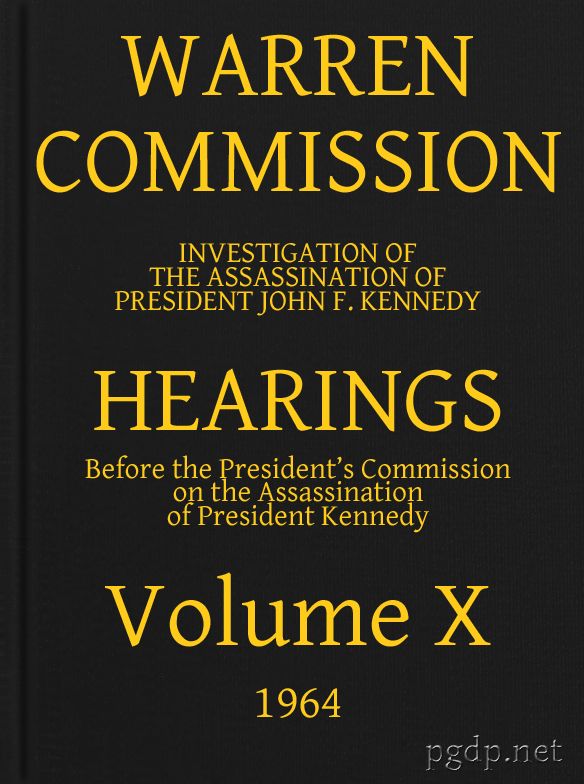 WARREN
COMMISSION
INVESTIGATION OF
THE ASSASSINATION OF
PRESIDENT JOHN F. KENNEDY
HEARINGS
Before the President’s Commission
on the Assassination
of President Kennedy
Volume X
1964
pgdp.net